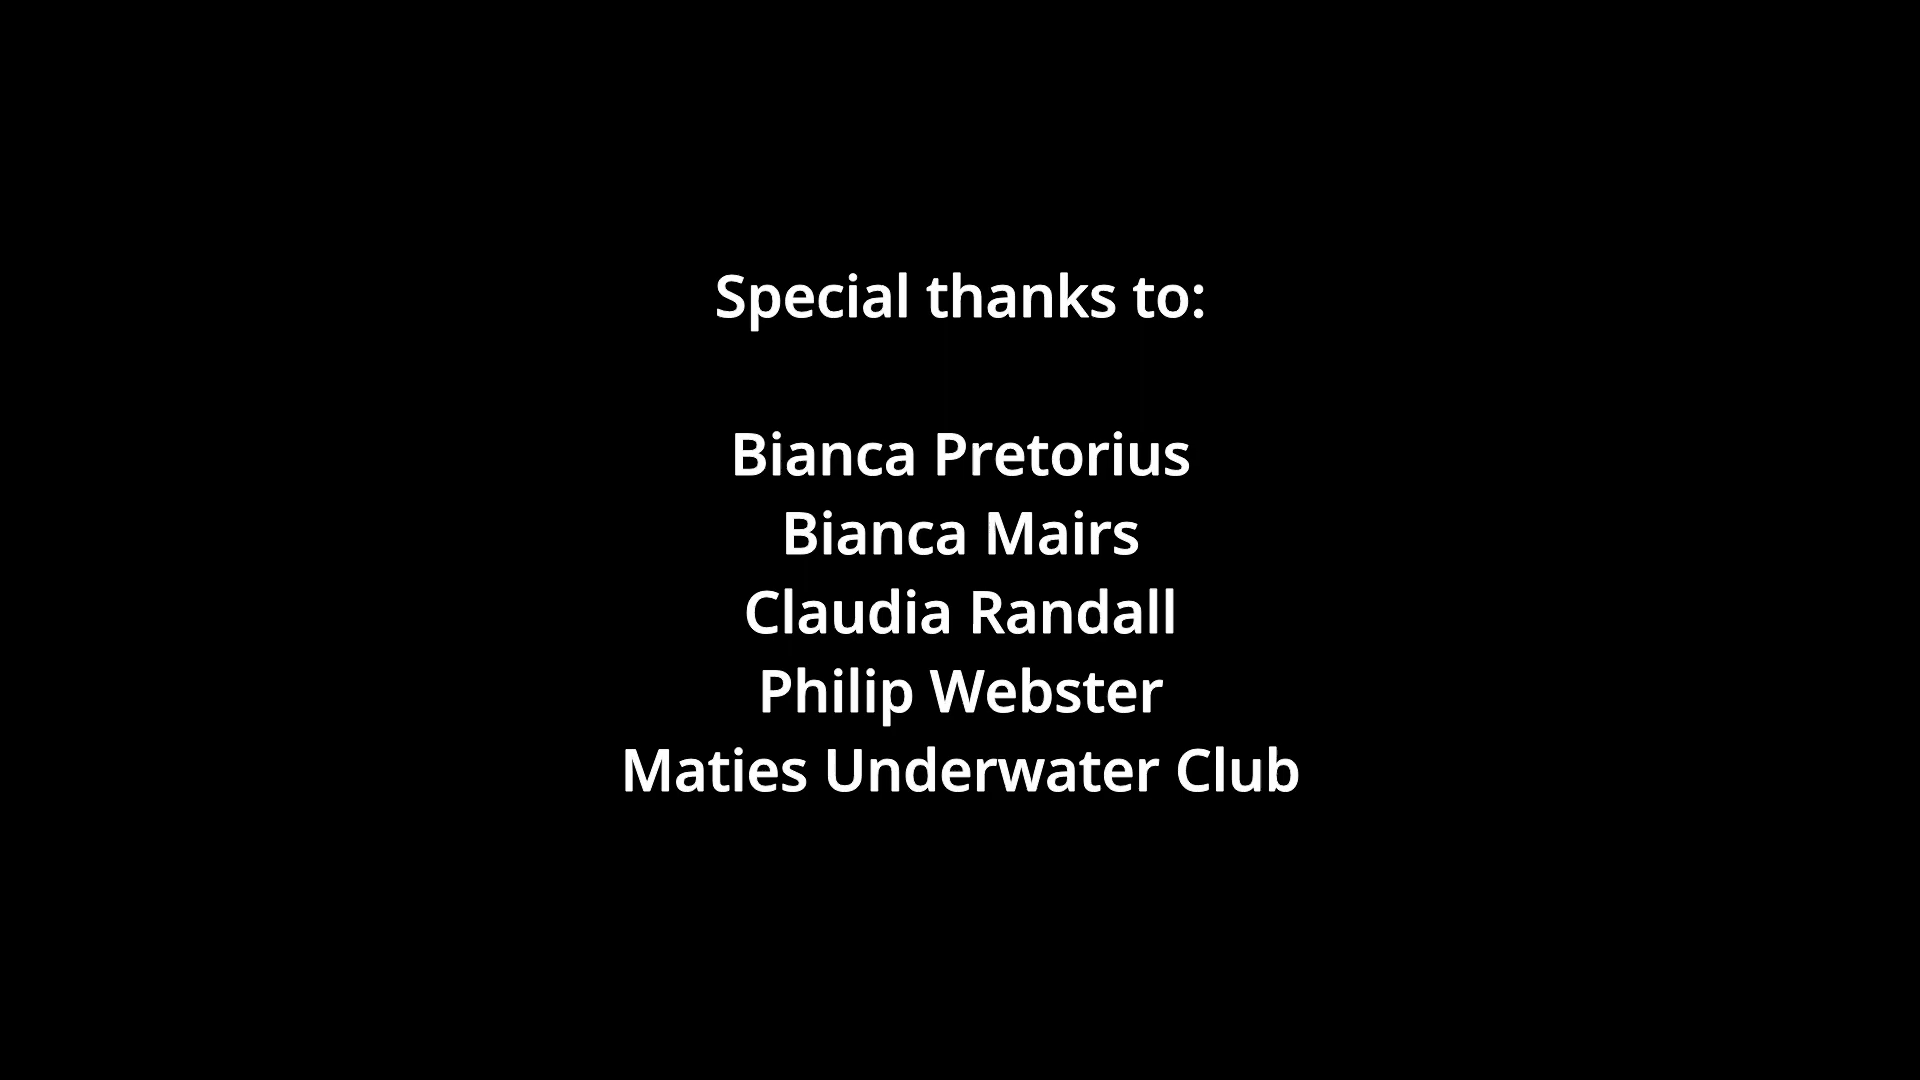 Special thanks to:
Bianca Pretorius
Bianca Mairs
Claudia Randall
Philip Webster
Maties Underwater Club